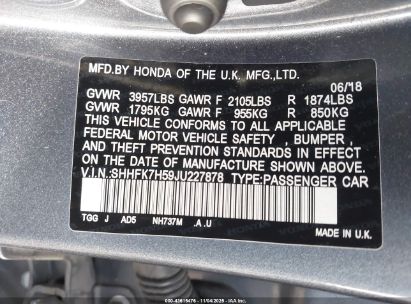 MFD.BY HONDA OF THE U.K. MFG.,LTD.
06/18
GVWR 3957LBS GAWR F 2105LBS R 1874LBS
GVWR 1795KG GAWR F 955KG R 850KG
THIS VEHICLE CONFORMS TO ALL APPLICABLE
FEDERAL MOTOR VEHICLE SAFETY , BUMPER ,
AND THEFT PREVENTION STANDARDS IN EFFECT
ON THE DATE OF MANUFACTURE SHOWN ABOVE.
V.I.N.:SHHFK7H59JU227878 TYPE:PASSENGER CAR
TGG J AD5 NH737M .A .U MADE IN U.K.